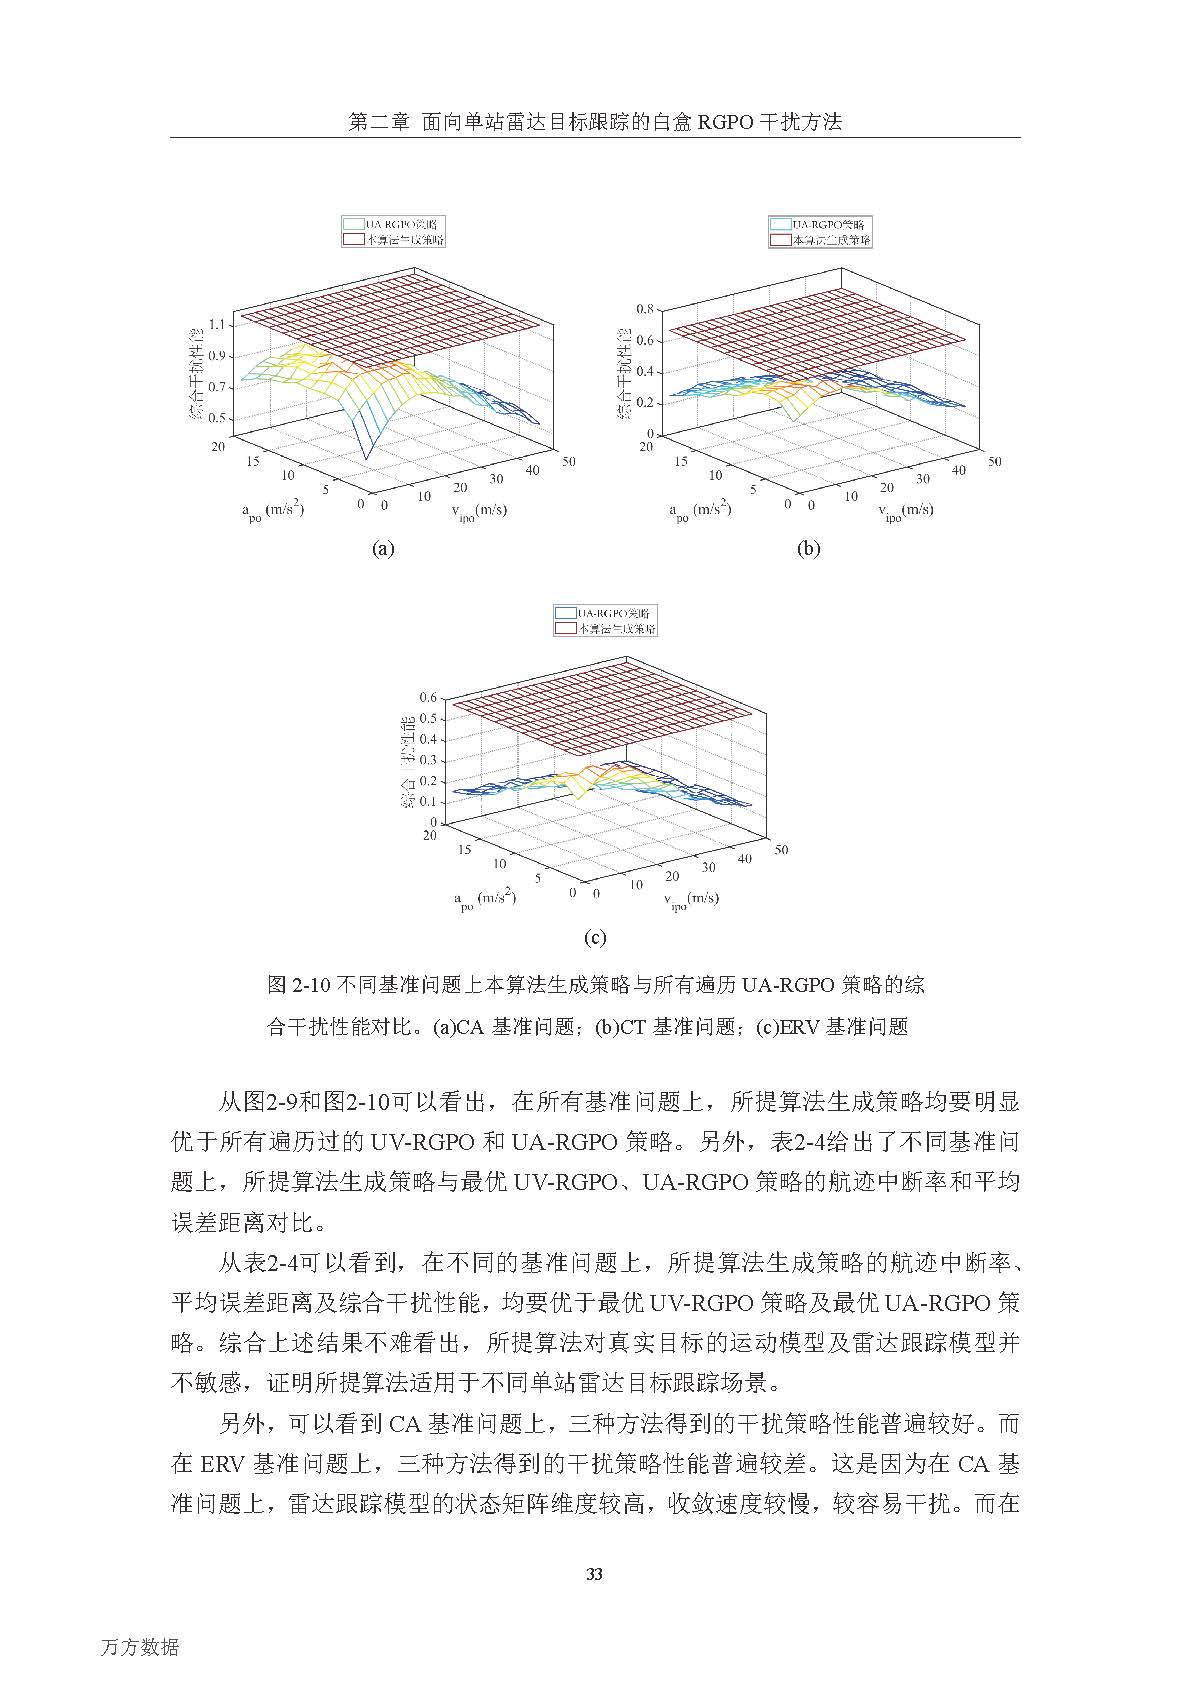 第二章 面向单站雷达目标跟踪的白盒 RGPO 干扰方法
UA-RGPO策略
本算法生成策略
综合干扰性能
1.1
0.9
0.7
0.5
20
15
10
5
0
0
10
20
30
40
50
a_po (m/s²)
v_ipo (m/s)
(a)
UA-RGPO策略
本算法生成策略
综合干扰性能
0.8
0.6
0.4
0.2
0
20
15
10
5
0
0
10
20
30
40
50
a_po (m/s²)
v_ipo (m/s)
(b)
UA-RGPO策略
本算法生成策略
综合干扰性能
0.6
0.5
0.4
0.3
0.2
0.1
0
20
15
10
5
0
0
10
20
30
40
50
a_po (m/s²)
v_ipo (m/s)
(c)
图 2-10 不同基准问题上本算法生成策略与所有遍历 UA-RGPO 策略的综
合干扰性能对比。(a)CA 基准问题；(b)CT 基准问题；(c)ERV 基准问题
从图2-9和图2-10可以看出，在所有基准问题上，所提算法生成策略均要明显
优于所有遍历过的 UV-RGPO 和 UA-RGPO 策略。另外，表2-4给出了不同基准问
题上，所提算法生成策略与最优 UV-RGPO、UA-RGPO 策略的航迹中断率和平均
误差距离对比。
从表2-4可以看到，在不同的基准问题上，所提算法生成策略的航迹中断率、
平均误差距离及综合干扰性能，均要优于最优 UV-RGPO 策略及最优 UA-RGPO 策
略。综合上述结果不难看出，所提算法对真实目标的运动模型及雷达跟踪模型并
不敏感，证明所提算法适用于不同单站雷达目标跟踪场景。
另外，可以看到 CA 基准问题上，三种方法得到的干扰策略性能普遍较好。而
在 ERV 基准问题上，三种方法得到的干扰策略性能普遍较差。这是因为在 CA 基
准问题上，雷达跟踪模型的状态矩阵维度较高，收敛速度较慢，较容易干扰。而在
33
万方数据